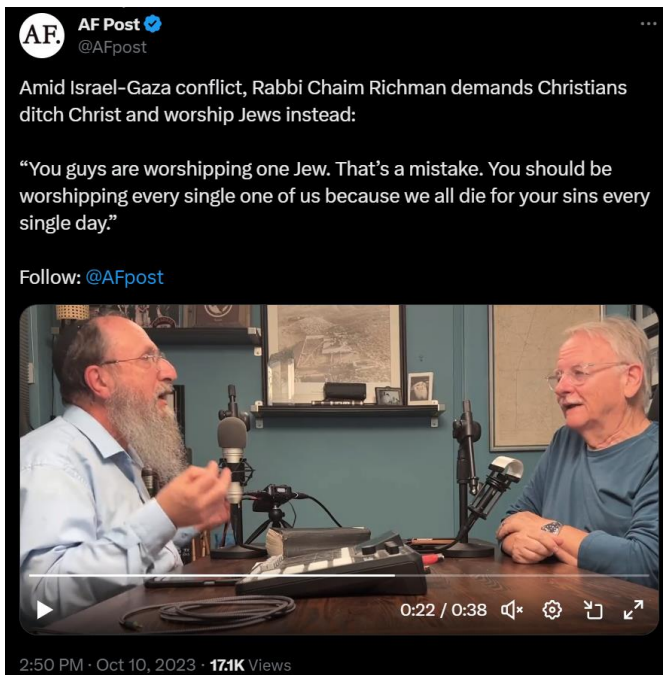 AF.
AF Post
@AFpost
Amid Israel-Gaza conflict, Rabbi Chaim Richman demands Christians
ditch Christ and worship Jews instead:
“You guys are worshipping one Jew. That’s a mistake. You should be
worshipping every single one of us because we all die for your sins every
single day.”
Follow: @AFpost
0:22 / 0:38
2:50 PM · Oct 10, 2023 · 17.1K Views